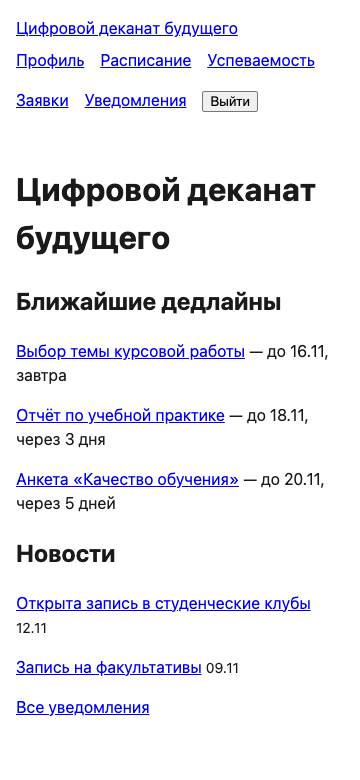 Цифровой деканат будущего
Профиль Расписание Успеваемость
Заявки Уведомления Выйти
Цифровой деканат
будущего
Ближайшие дедлайны
Выбор темы курсовой работы — до 16.11,
завтра
Отчёт по учебной практике — до 18.11,
через 3 дня
Анкета «Качество обучения» — до 20.11,
через 5 дней
Новости
Открыта запись в студенческие клубы
12.11
Запись на факультативы 09.11
Все уведомления